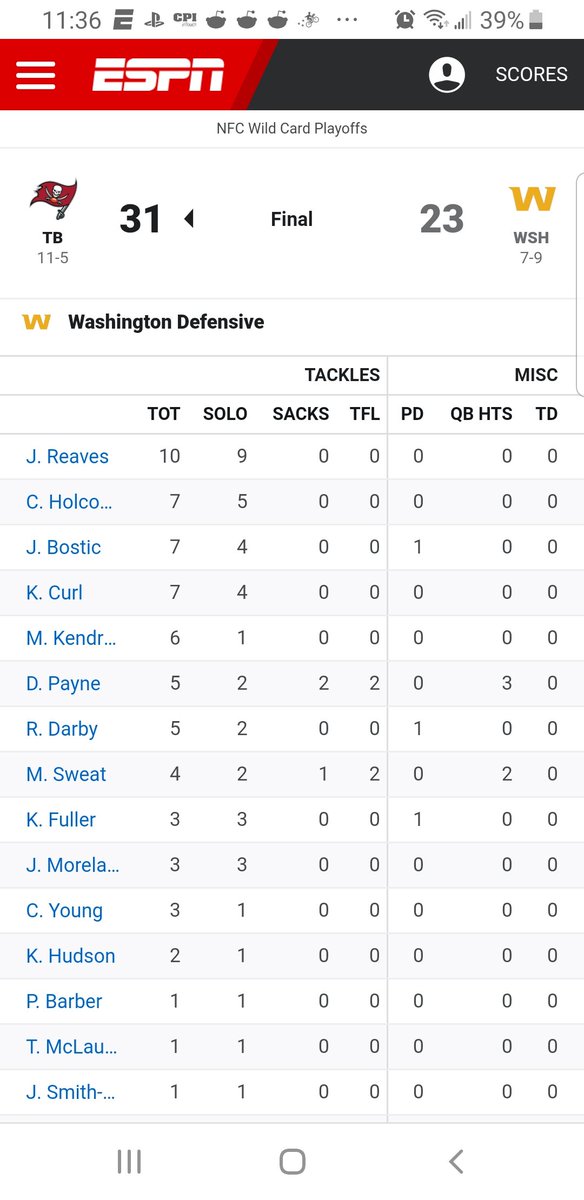 11:36 CPI ... 39%
ESPN SCORES
NFC Wild Card Playoffs
TB 31 Final 23 WSH
11-5 7-9
W Washington Defensive
TACKLES MISC
TOT SOLO SACKS TFL PD QB HTS TD
J. Reaves 10 9 0 0 0 0 0
C. Holco... 7 5 0 0 0 0 0
J. Bostic 7 4 0 0 1 0 0
K. Curl 7 4 0 0 0 0 0
M. Kendr... 6 1 0 0 0 0 0
D. Payne 5 2 2 2 0 3 0
R. Darby 5 2 0 0 1 0 0
M. Sweat 4 2 1 2 0 2 0
K. Fuller 3 3 0 0 1 0 0
J. Morela... 3 3 0 0 0 0 0
C. Young 3 1 0 0 0 0 0
K. Hudson 2 1 0 0 0 0 0
P. Barber 1 1 0 0 0 0 0
T. McLau... 1 1 0 0 0 0 0
J. Smith-... 1 1 0 0 0 0 0